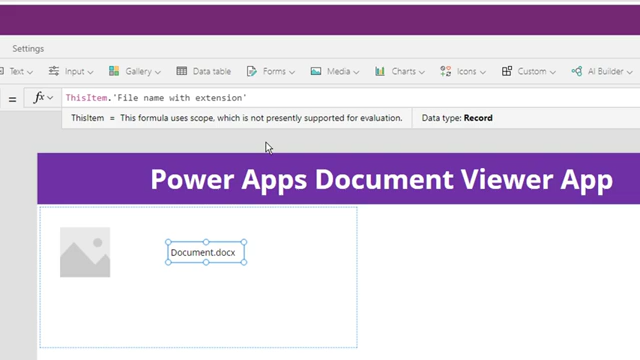 Settings
Text Input Gallery Data table Forms Media Charts Icons Custom AI Builder
= fx ThisItem.'File name with extension'
ThisItem = This formula uses scope, which is not presently supported for evaluation. Data type: Record
Power Apps Document Viewer App
Document.docx